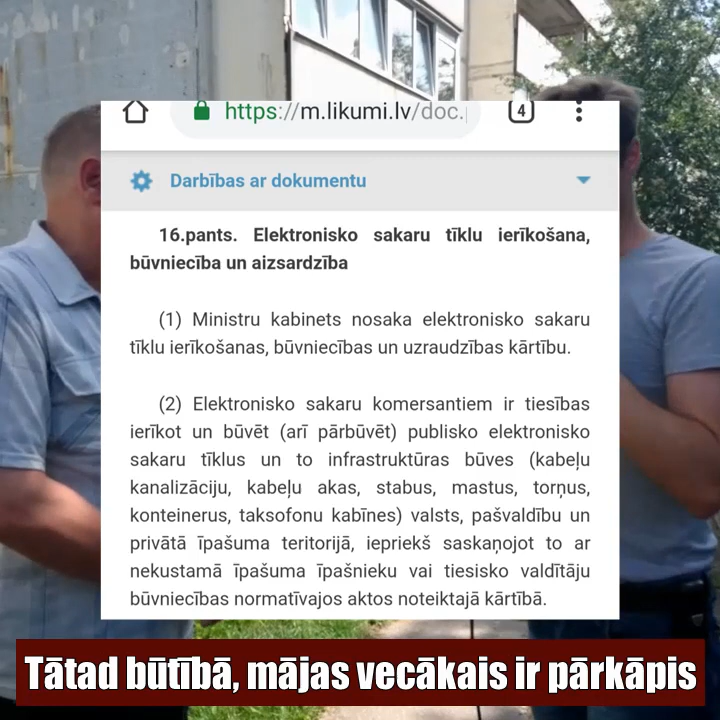 https://m.likumi.lv/doc.
4
Darbības ar dokumentu
16.pants. Elektronisko sakaru tīklu ierīkošana,
būvniecība un aizsardzība
(1) Ministru kabinets nosaka elektronisko sakaru
tīklu ierīkošanas, būvniecības un uzraudzības kārtību.
(2) Elektronisko sakaru komersantiem ir tiesības
ierīkot un būvēt (arī pārbūvēt) publisko elektronisko
sakaru tīklus un to infrastruktūras būves (kabeļu
kanalizāciju, kabeļu akas, stabus, mastus, torņus,
konteinerus, taksofonu kabīnes) valsts, pašvaldību un
privātā īpašuma teritorijā, iepriekš saskaņojot to ar
nekustamā īpašuma īpašnieku vai tiesisko valdītāju
būvniecības normatīvajos aktos noteiktajā kārtībā.
Tātad būtībā, mājas vecākais ir pārkāpis